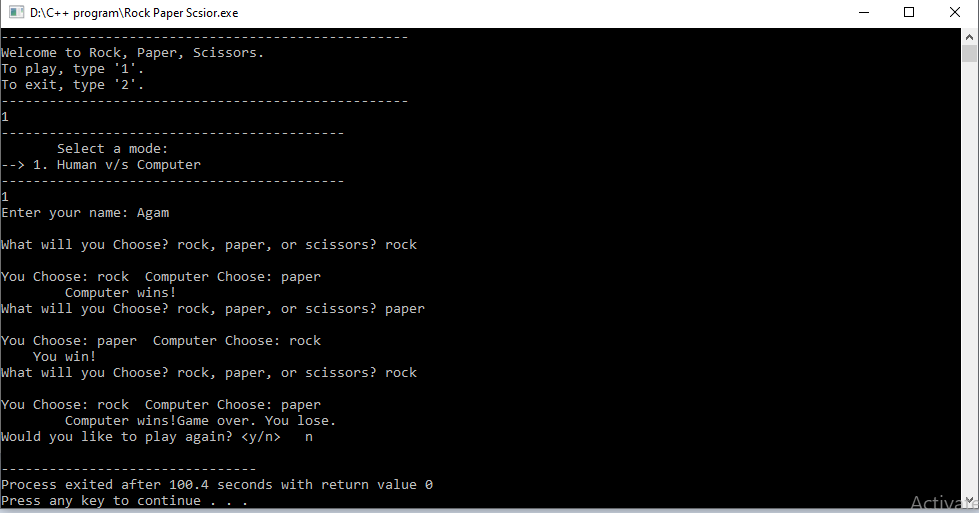 D:\C++ program\Rock Paper Scsior.exe
---------------------------------------------------
Welcome to Rock, Paper, Scissors.
To play, type '1'.
To exit, type '2'.
---------------------------------------------------
1
-------------------------------------------
       Select a mode:
--> 1. Human v/s Computer
-------------------------------------------
1
Enter your name: Agam

What will you Choose? rock, paper, or scissors? rock

You Choose: rock  Computer Choose: paper
        Computer wins!
What will you Choose? rock, paper, or scissors? paper

You Choose: paper  Computer Choose: rock
    You win!
What will you Choose? rock, paper, or scissors? rock

You Choose: rock  Computer Choose: paper
        Computer wins!Game over. You lose.
Would you like to play again? <y/n>   n

--------------------------------
Process exited after 100.4 seconds with return value 0
Press any key to continue . . .